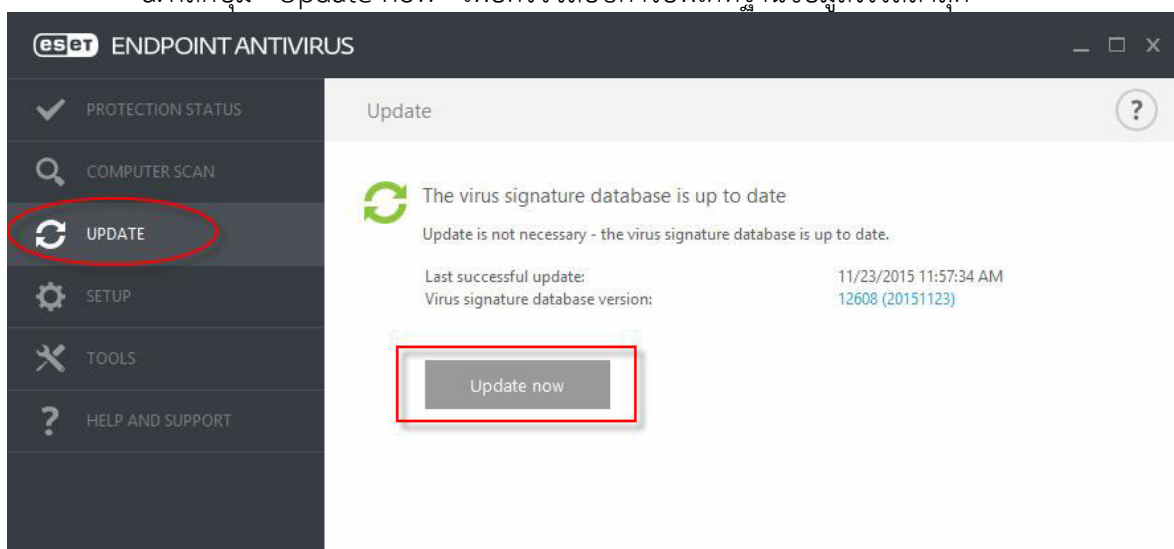 "Update now"
eset ENDPOINT ANTIVIRUS
PROTECTION STATUS
COMPUTER SCAN
UPDATE
SETUP
TOOLS
HELP AND SUPPORT
Update
?
The virus signature database is up to date
Update is not necessary - the virus signature database is up to date.
Last successful update: 11/23/2015 11:57:34 AM
Virus signature database version: 12608 (20151123)
Update now